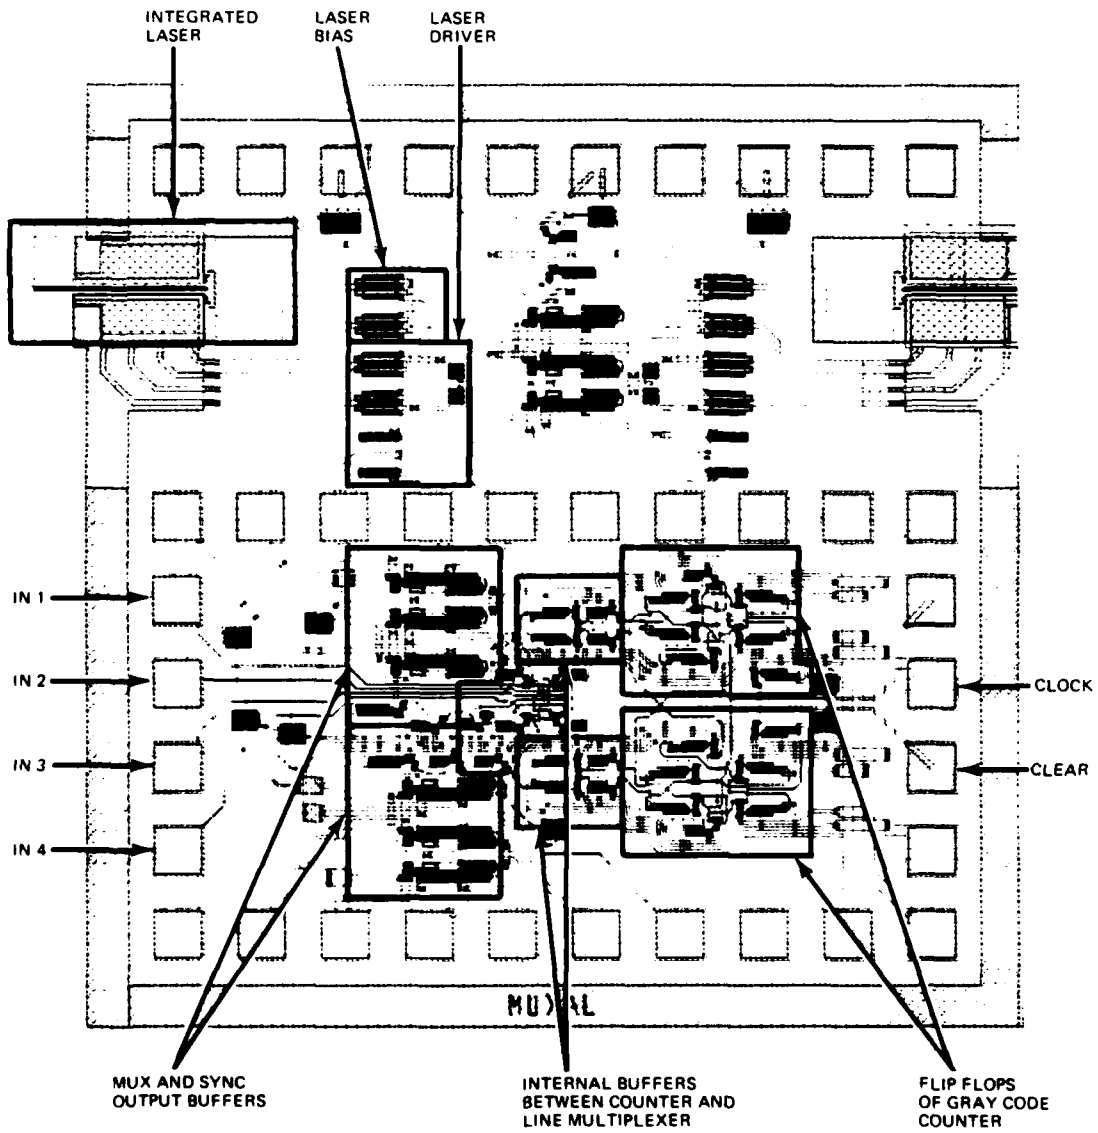 INTEGRATED
LASER
LASER
BIAS
LASER
DRIVER
IN 1
IN 2
IN 3
IN 4
CLOCK
CLEAR
MUX AND SYNC
OUTPUT BUFFERS
INTERNAL BUFFERS
BETWEEN COUNTER AND
LINE MULTIPLEXER
FLIP FLOPS
OF GRAY CODE
COUNTER